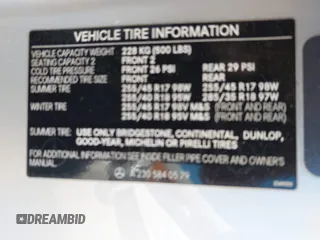 VEHICLE TIRE INFORMATION
VEHICLE CAPACITY WEIGHT 228 KG (500 LBS)
SEATING CAPACITY 2 FRONT 2
COLD TIRE PRESSURE FRONT 26 PSI REAR 29 PSI
RECOMMENDED TIRE SIZE FRONT REAR
SUMMER TIRE 255/45 R17 98W 255/45 R17 98W
255/40 R18 95W 285/35 R18 97W
WINTER TIRE 255/45 R17 98V M&S (FRONT AND REAR)
255/40 R18 95V M&S (FRONT AND REAR)
SUMMER TIRE: USE ONLY BRIDGESTONE, CONTINENTAL, DUNLOP,
GOOD-YEAR, MICHELIN OR PIRELLI TIRES
FOR ADDITIONAL INFORMATION SEE INSIDE FILLER PIPE COVER AND OWNER'S
MANUAL
A 230 584 05 79
DREAMBID
DREAMBID.COM